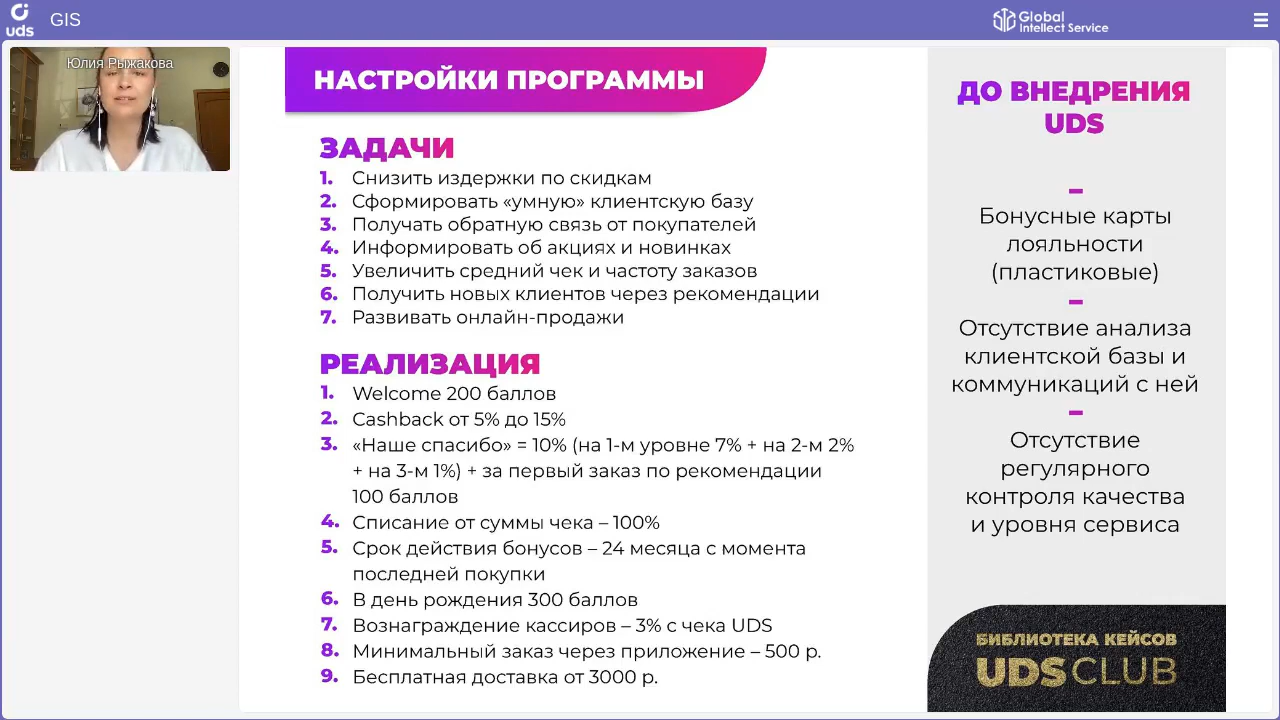 uds
GIS
Global
Intellect Service
Юлия Рыжакова
НАСТРОЙКИ ПРОГРАММЫ
ЗАДАЧИ
1. Снизить издержки по скидкам
2. Сформировать «умную» клиентскую базу
3. Получать обратную связь от покупателей
4. Информировать об акциях и новинках
5. Увеличить средний чек и частоту заказов
6. Получить новых клиентов через рекомендации
7. Развивать онлайн-продажи
РЕАЛИЗАЦИЯ
1. Welcome 200 баллов
2. Cashback от 5% до 15%
3. «Наше спасибо» = 10% (на 1-м уровне 7% + на 2-м 2%
+ на 3-м 1%) + за первый заказ по рекомендации
100 баллов
4. Списание от суммы чека – 100%
5. Срок действия бонусов – 24 месяца с момента
последней покупки
6. В день рождения 300 баллов
7. Вознаграждение кассиров – 3% с чека UDS
8. Минимальный заказ через приложение – 500 р.
9. Бесплатная доставка от 3000 р.
ДО ВНЕДРЕНИЯ
UDS
–
Бонусные карты
лояльности
(пластиковые)
–
Отсутствие анализа
клиентской базы и
коммуникаций с ней
–
Отсутствие
регулярного
контроля качества
и уровня сервиса
БИБЛИОТЕКА КЕЙСОВ
UDS CLUB